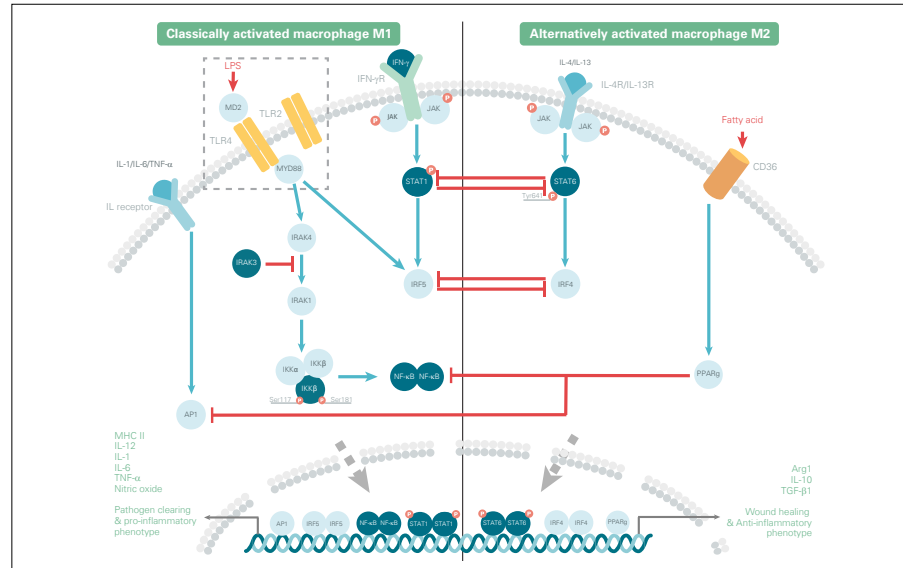 Classically activated macrophage M1
Alternatively activated macrophage M2
LPS
MD2
TLR2
TLR4
MYD88
IFN-γ
IFN-γR
JAK
JAK
P
P
IL-4/IL-13
IL-4R/IL-13R
JAK
JAK
P
P
Fatty acid
CD36
IL-1/IL-6/TNF-α
IL receptor
STAT1
P
STAT6
Tyr641
P
IRAK4
IRAK3
IRAK1
IRF5
IRF4
IKKα
IKKβ
IKKβ
Ser117
P
P
Ser181
NF-κB
NF-κB
PPARg
AP1
MHC II
IL-12
IL-1
IL-6
TNF-α
Nitric oxide
Pathogen clearing
& pro-inflammatory
phenotype
Arg1
IL-10
TGF-β1
Wound healing
& Anti-inflammatory
phenotype
AP1
IRF5
IRF5
NF-κB
NF-κB
P
STAT1
STAT1
P
P
STAT6
STAT6
P
IRF4
IRF4
PPARg